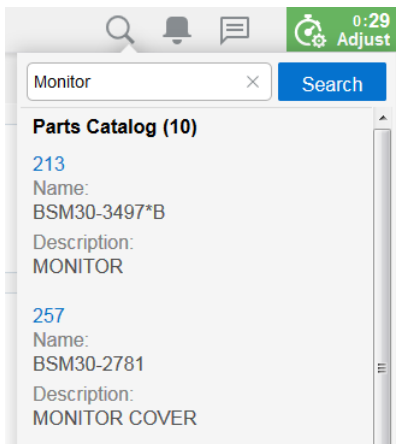 0:29
Adjust
Monitor
Search
Parts Catalog (10)
213
Name:
BSM30-3497*B
Description:
MONITOR
257
Name:
BSM30-2781
Description:
MONITOR COVER